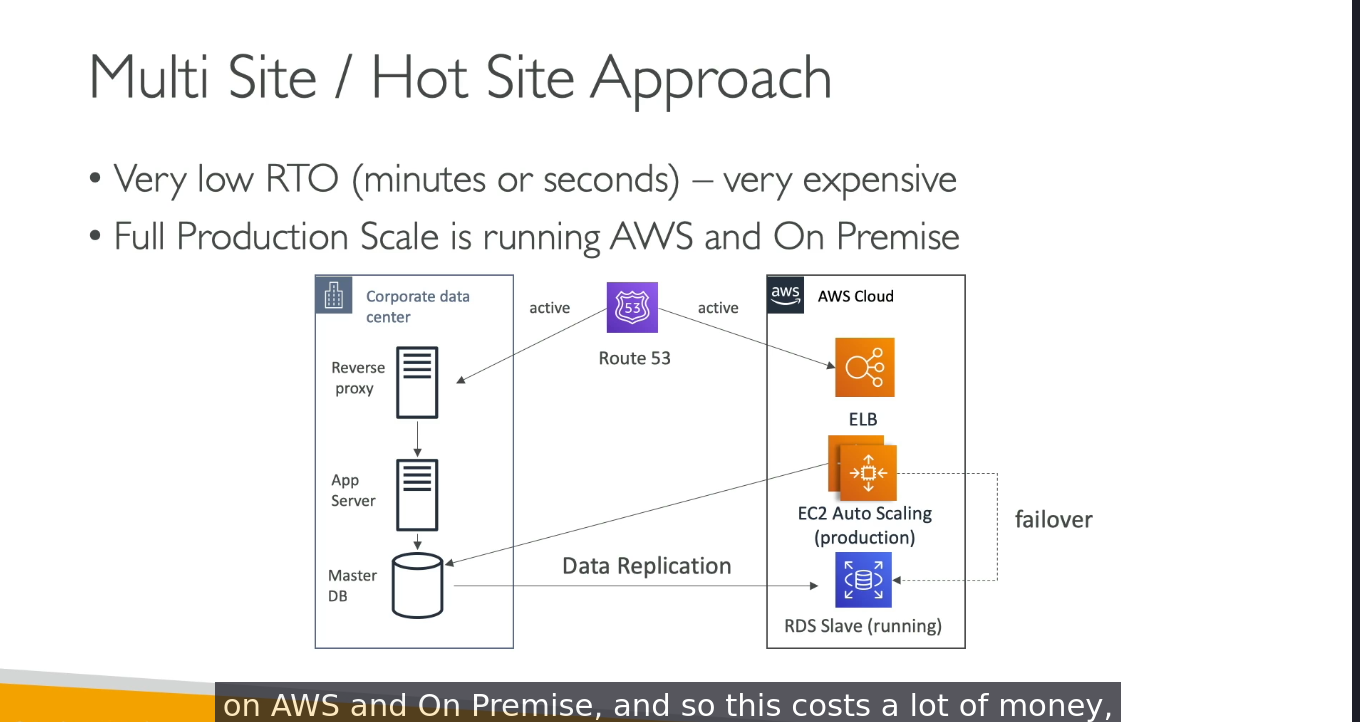 Multi Site / Hot Site Approach
• Very low RTO (minutes or seconds) – very expensive
• Full Production Scale is running AWS and On Premise
Corporate data
center
active
53
active
aws
AWS Cloud
Route 53
Reverse
proxy
ELB
App
Server
EC2 Auto Scaling
(production)
failover
Data Replication
Master
DB
RDS Slave (running)
on AWS and On Premise, and so this costs a lot of money,